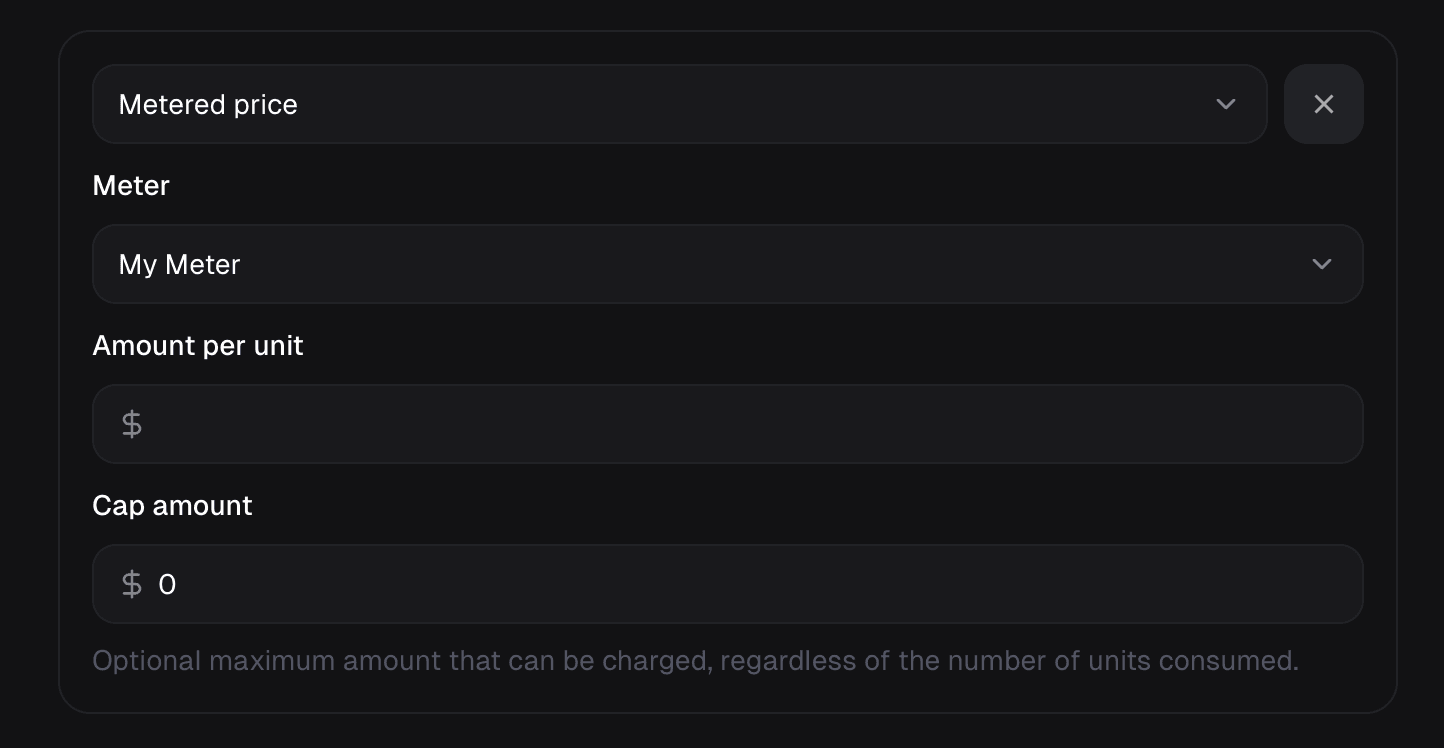 Metered price
Meter
My Meter
Amount per unit
$
Cap amount
$ 0
Optional maximum amount that can be charged, regardless of the number of units consumed.